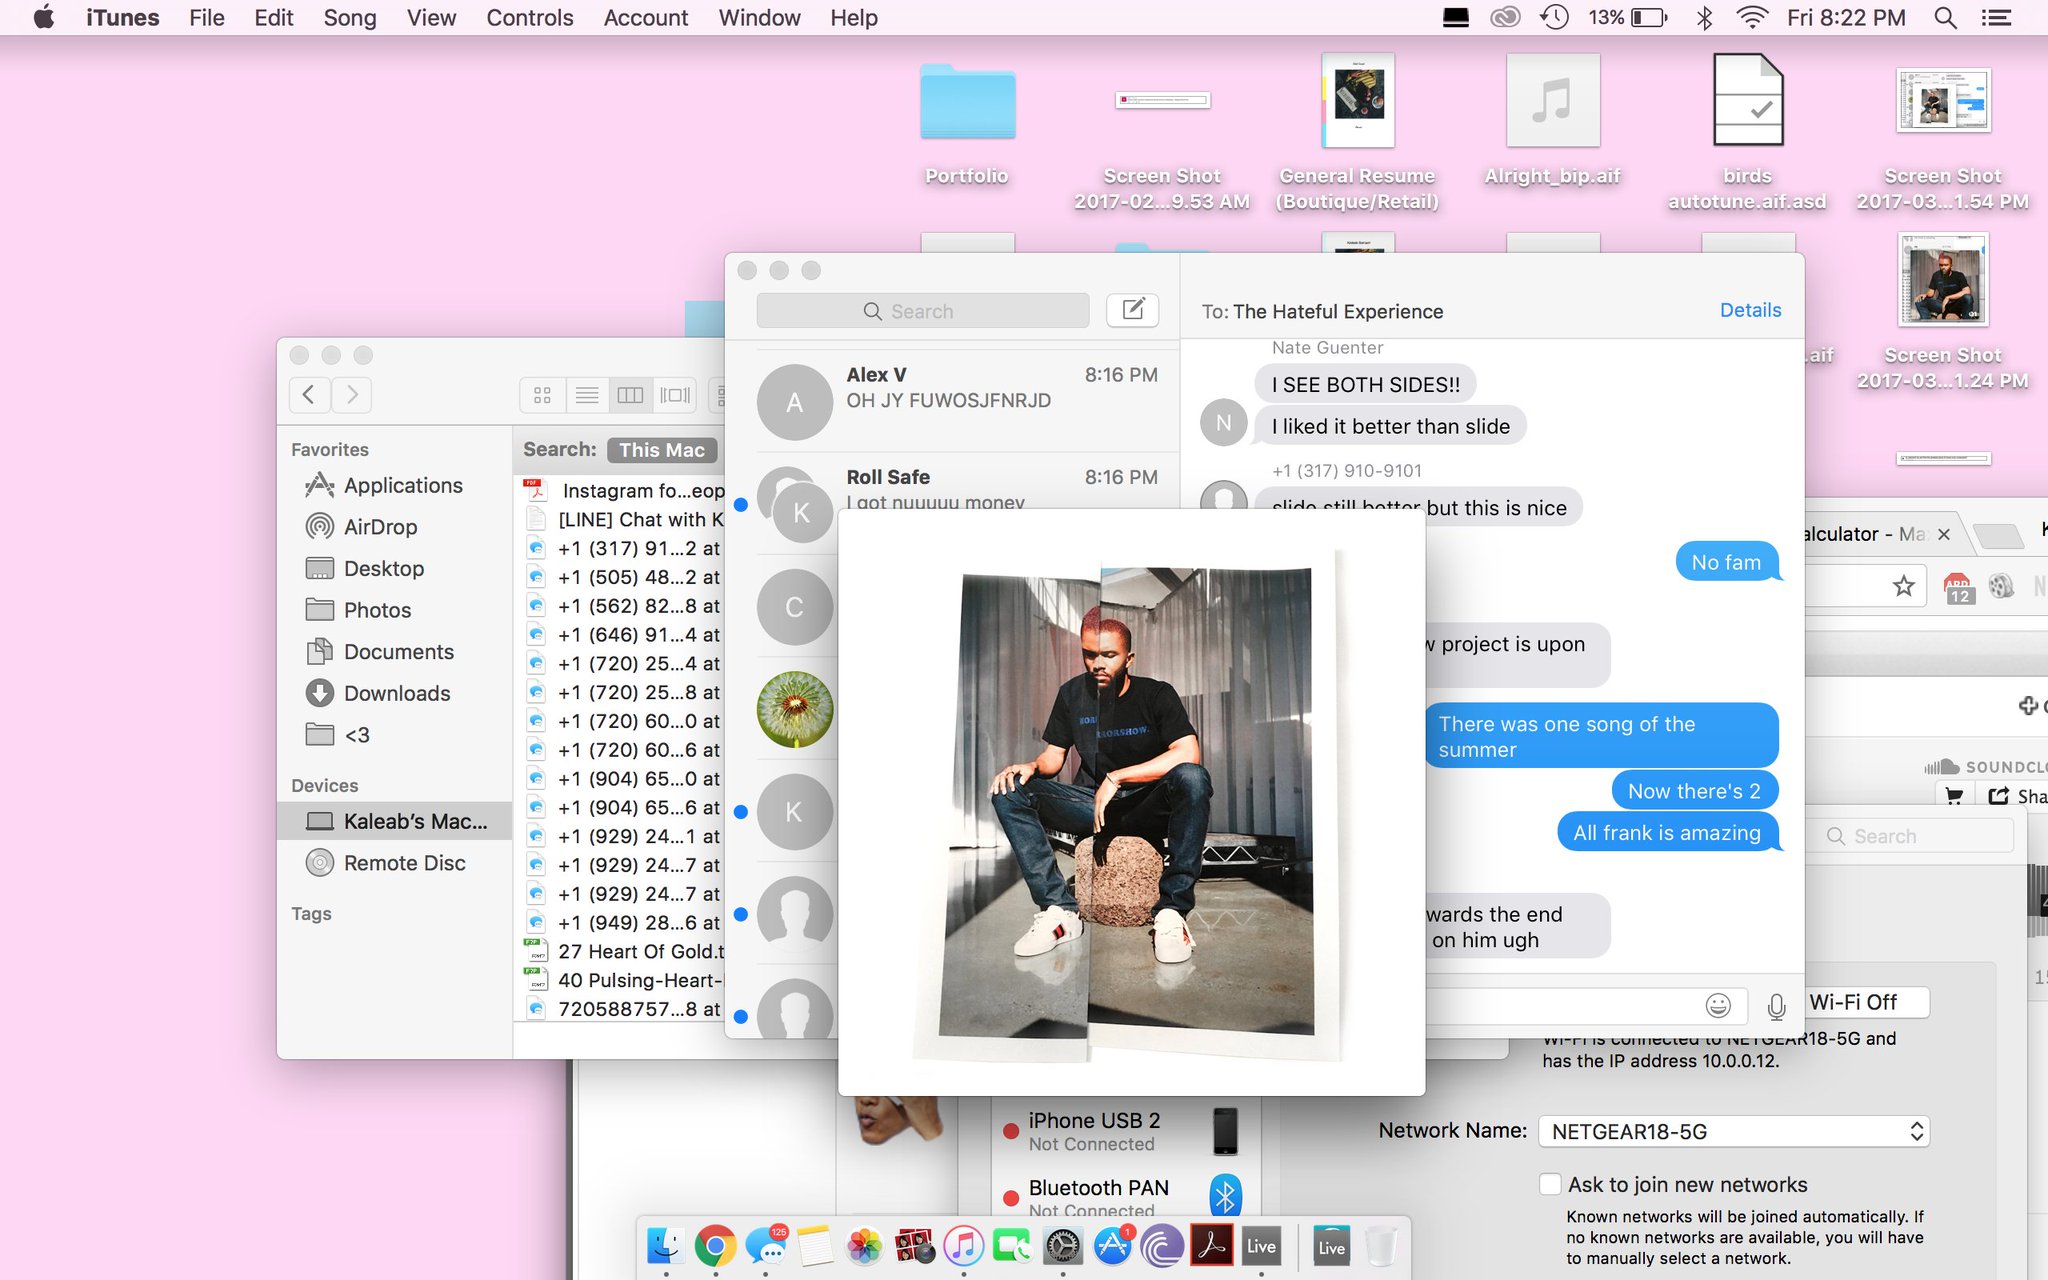 iTunes File Edit Song View Controls Account Window Help
13% Fri 8:22 PM
Portfolio
Screen Shot
2017-02...9.53 AM
General Resume
(Boutique/Retail)
Alright_bip.aif
birds
autotune.aif.asd
Screen Shot
2017-03...1.54 PM
.aif
Screen Shot
2017-03...1.24 PM
Search
To: The Hateful Experience
Details
Alex V 8:16 PM
OH JY FUWOSJFNRJD
Roll Safe 8:16 PM
I got nuuuuu money
A
K
C
K
Nate Guenter
I SEE BOTH SIDES!!
N
I liked it better than slide
+1 (317) 910-9101
slide still better but this is nice
No fam
project is upon
There was one song of the
summer
Now there's 2
All frank is amazing
wards the end
on him ugh
Favorites
Applications
AirDrop
Desktop
Photos
Documents
Downloads
<3
Devices
Kaleab's Mac...
Remote Disc
Tags
Search: This Mac
Instagram fo...eop
[LINE] Chat with K
+1 (317) 91...2 at
+1 (505) 48...2 at
+1 (562) 82...8 at
+1 (646) 91...4 at
+1 (720) 25...4 at
+1 (720) 25...8 at
+1 (720) 60...0 at
+1 (720) 60...6 at
+1 (904) 65...0 at
+1 (904) 65...6 at
+1 (929) 24...1 at
+1 (929) 24...7 at
+1 (929) 24...7 at
+1 (949) 28...6 at
27 Heart Of Gold.t
40 Pulsing-Heart-
720588757...8 at
alculator - Ma
K
ABP
12
N
SOUNDCLO
Sha
Search
Wi-Fi Off
Wi-Fi is connected to NETGEAR18-5G and
has the IP address 10.0.0.12.
Network Name: NETGEAR18-5G
Ask to join new networks
Known networks will be joined automatically. If
no known networks are available, you will have
to manually select a network.
iPhone USB 2
Not Connected
Bluetooth PAN
Not Connected
125
1
Live
Live